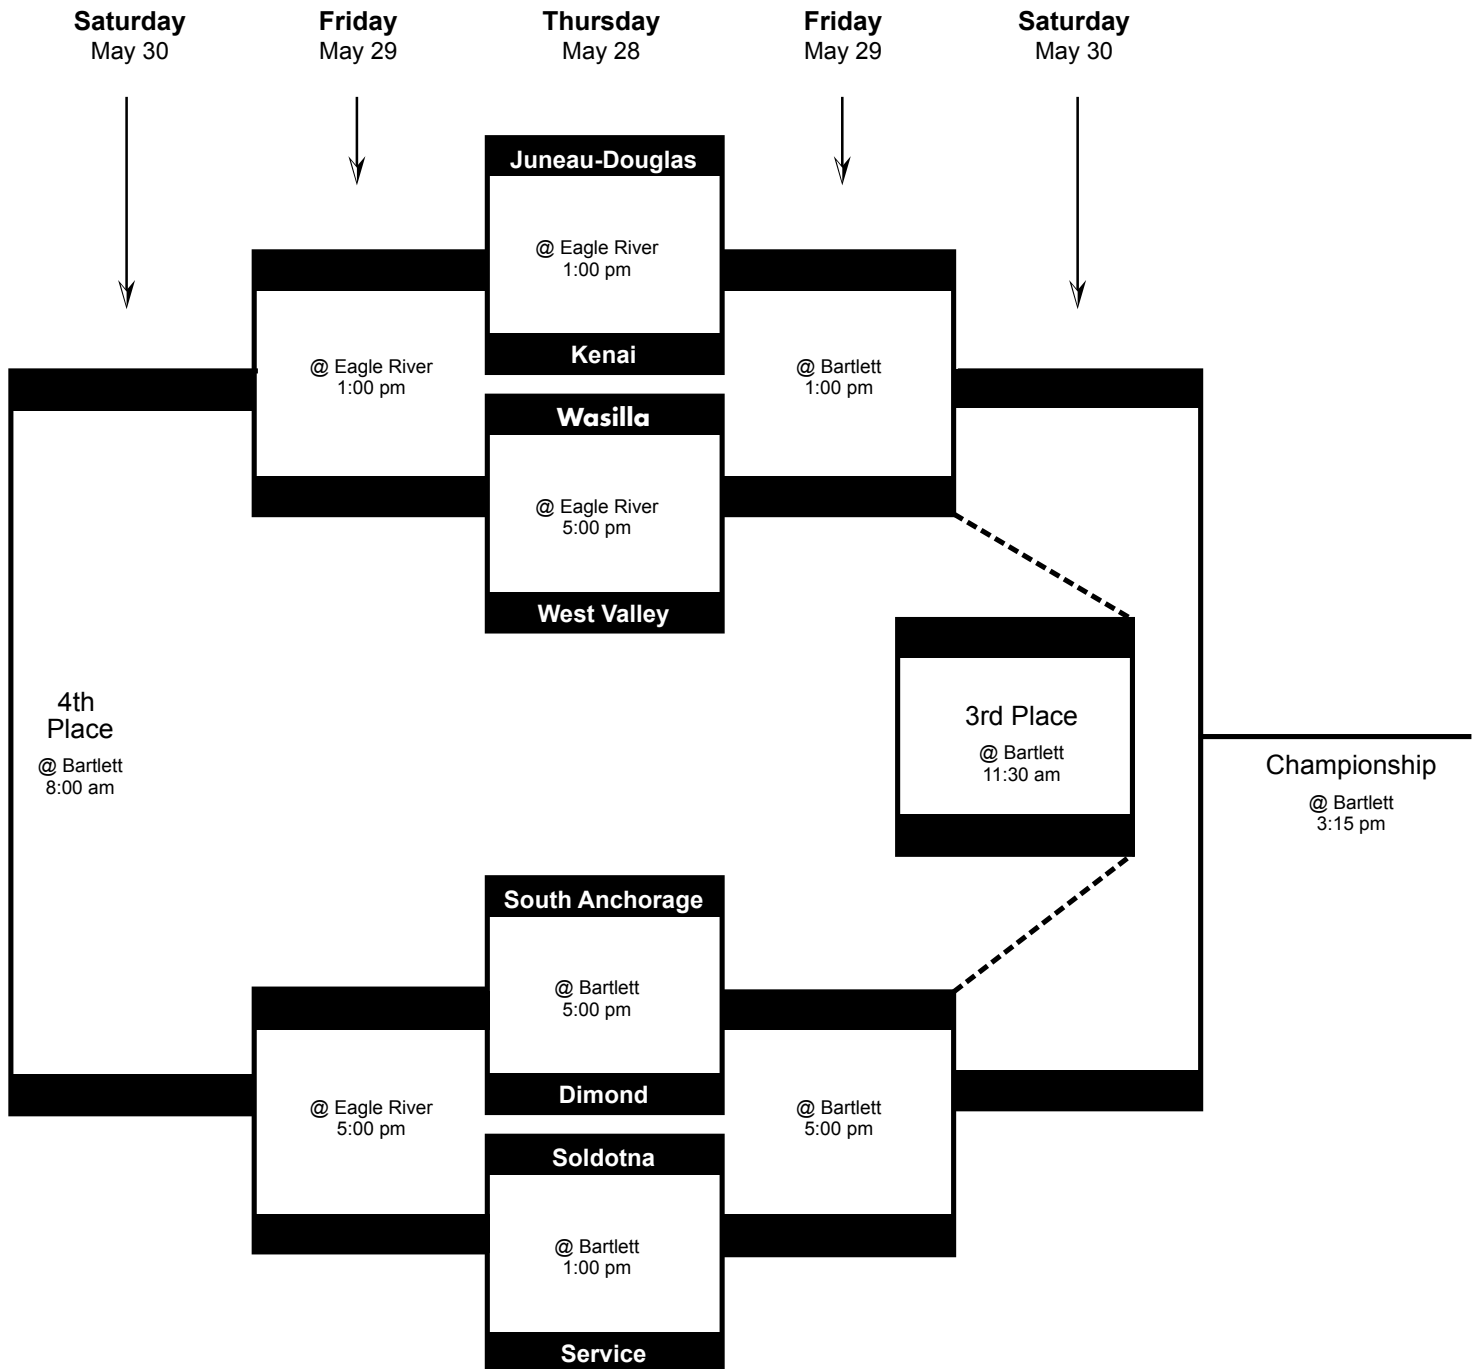 Saturday
May 30
Friday
May 29
Thursday
May 28
Friday
May 29
Saturday
May 30
Juneau-Douglas
@ Eagle River
1:00 pm
Kenai
@ Eagle River
1:00 pm
@ Bartlett
1:00 pm
Wasilla
@ Eagle River
5:00 pm
West Valley
4th
Place
@ Bartlett
8:00 am
3rd Place
@ Bartlett
11:30 am
Championship
@ Bartlett
3:15 pm
South Anchorage
@ Bartlett
5:00 pm
Dimond
@ Eagle River
5:00 pm
@ Bartlett
5:00 pm
Soldotna
@ Bartlett
1:00 pm
Service